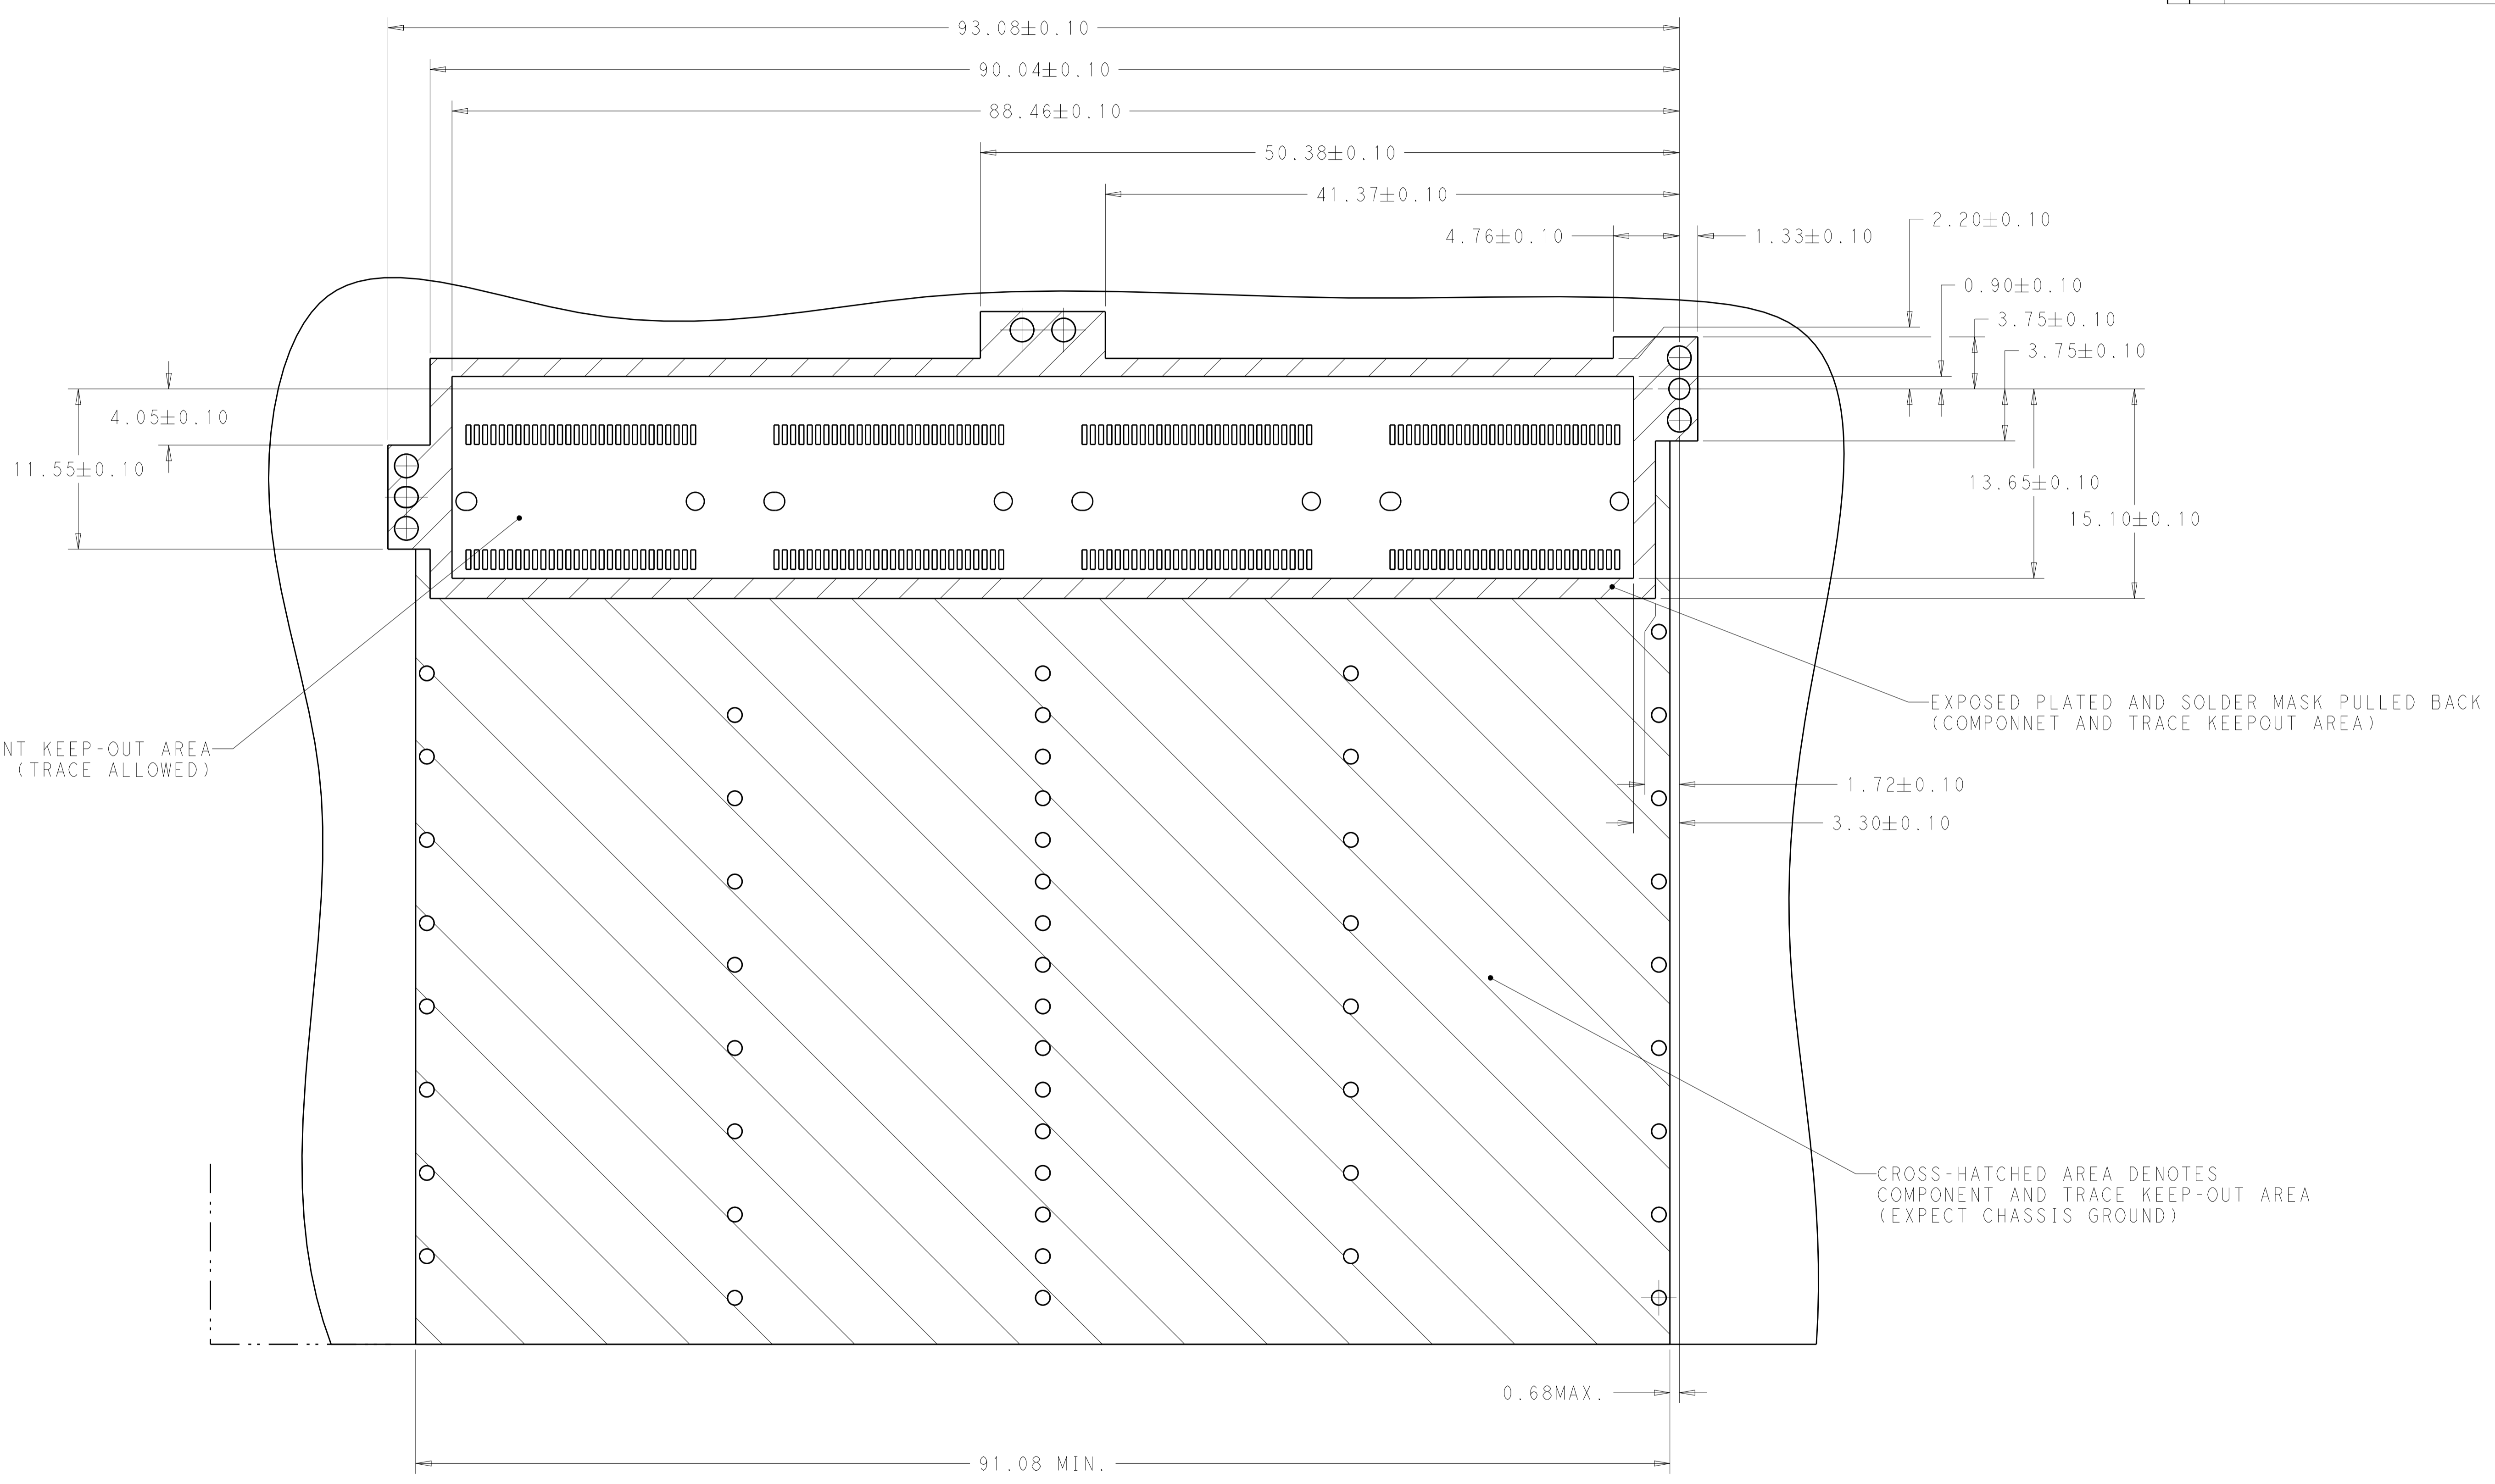 93.08±0.10
90.04±0.10
88.46±0.10
50.38±0.10
41.37±0.10
2.20±0.10
4.76±0.10
1.33±0.10
0.90±0.10
3.75±0.10
3.75±0.10
4.05±0.10
11.55±0.10
13.65±0.10
15.10±0.10
EXPOSED PLATED AND SOLDER MASK PULLED BACK
(COMPONNET AND TRACE KEEPOUT AREA)
NT KEEP-OUT AREA
(TRACE ALLOWED)
1.72±0.10
3.30±0.10
CROSS-HATCHED AREA DENOTES
COMPONENT AND TRACE KEEP-OUT AREA
(EXPECT CHASSIS GROUND)
0.68MAX.
91.08 MIN.